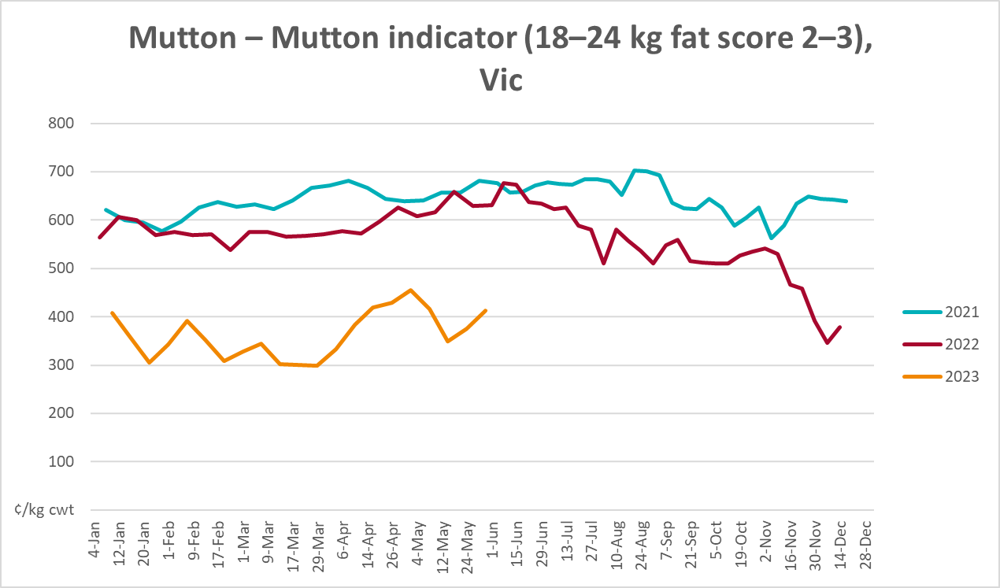 Mutton – Mutton indicator (18–24 kg fat score 2–3),
Vic
800
700
600
500
400
300
200
100
¢/kg cwt
4-Jan
12-Jan
20-Jan
1-Feb
9-Feb
17-Feb
1-Mar
9-Mar
17-Mar
29-Mar
6-Apr
14-Apr
26-Apr
4-May
12-May
24-May
1-Jun
15-Jun
29-Jun
13-Jul
27-Jul
10-Aug
24-Aug
7-Sep
21-Sep
5-Oct
19-Oct
2-Nov
16-Nov
30-Nov
14-Dec
28-Dec
2021
2022
2023